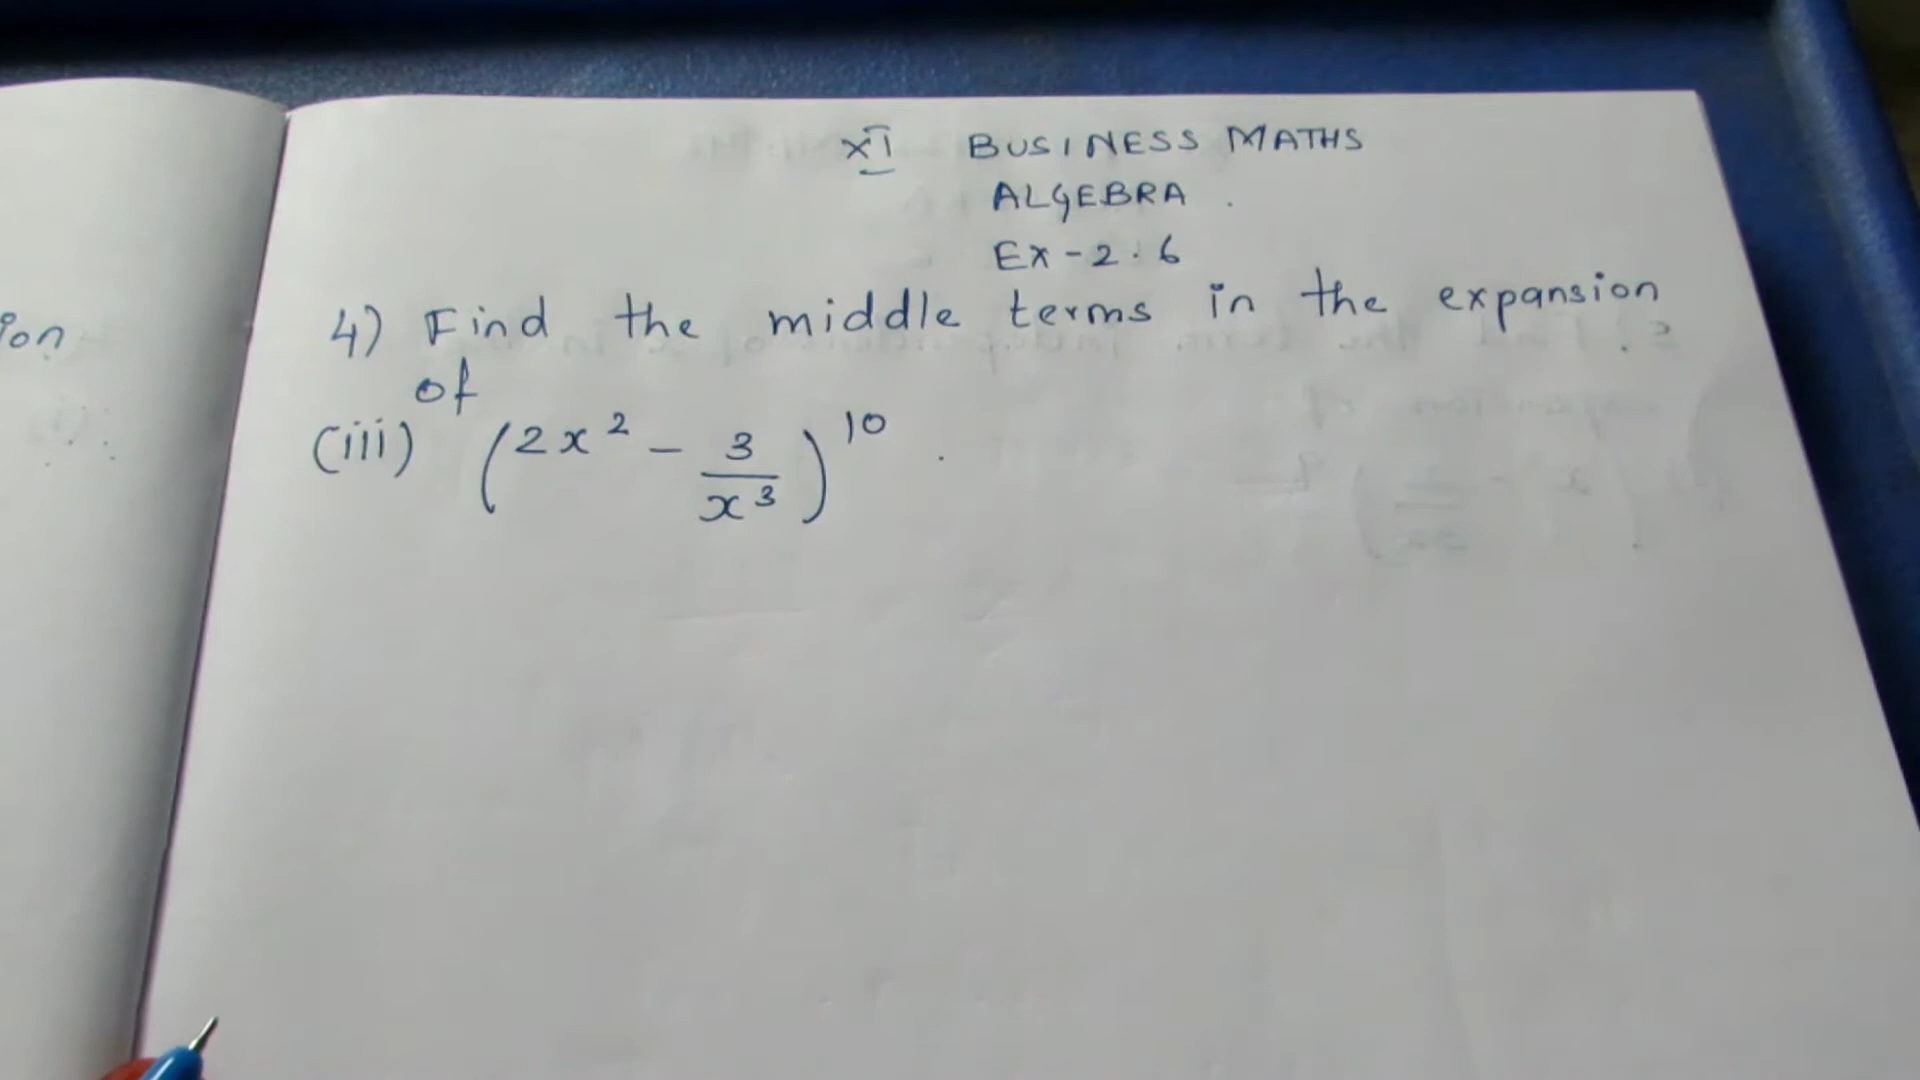 ion
XI BUSINESS MATHS
ALGEBRA .
Ex - 2.6
4) Find the middle terms in the expansion
of
(iii) (2x² - 3/x³)¹⁰ .